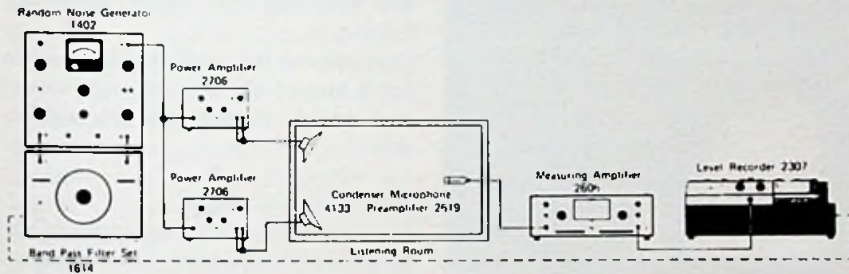 Random Noise Generator
1402
Power Amplifier
2706
Power Amplifier
2706
Condenser Microphone
4133 Preamplifier 2619
Listening Room
Measuring Amplifier
Level Recorder 2307
Band Pass Filter Set
1614